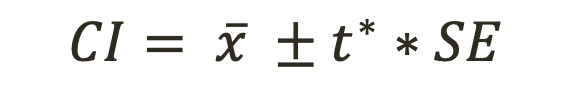 CI = x̄ ± t* * SE